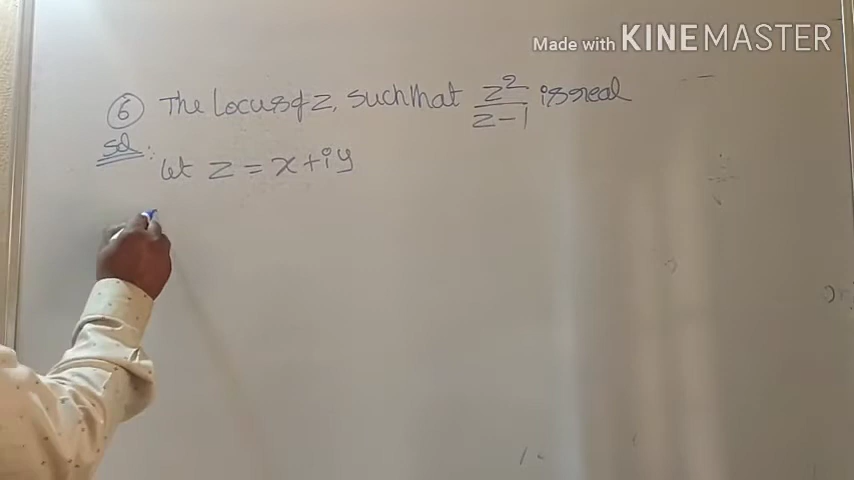 Made with KINEMASTER
6 The Locus of z, such that z²/z-1 is real
Sol: let z = x+iy